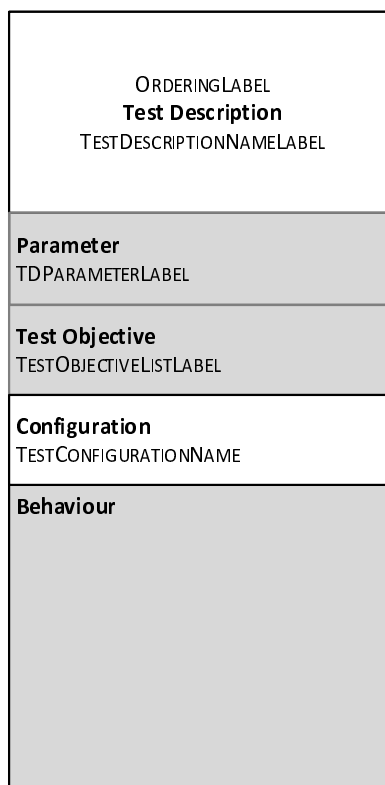 ORDERINGLABEL
Test Description
TESTDESCRIPTIONNAMELABEL
Parameter
TDPARAMETERLABEL
Test Objective
TESTOBJECTIVELISTLABEL
Configuration
TESTCONFIGURATIONNAME
Behaviour